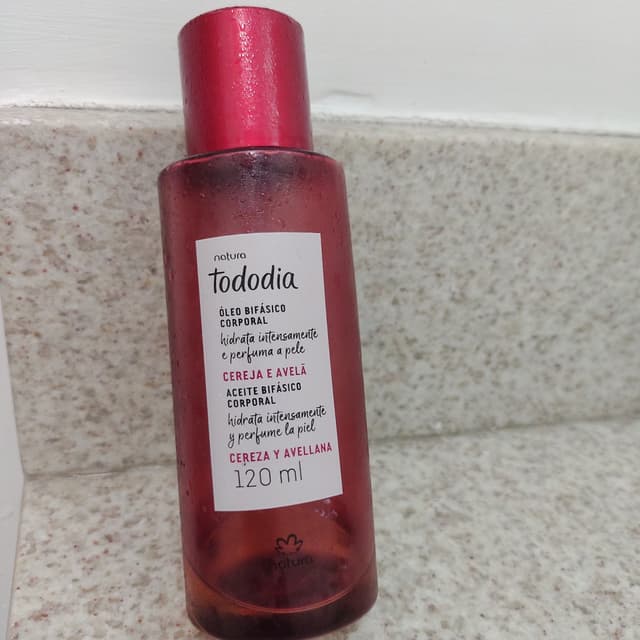 natura
tododia
ÓLEO BIFÁSICO
CORPORAL
hidrata intensamente
e perfuma a pele
CEREJA E AVELÃ
ACEITE BIFÁSICO
CORPORAL
hidrata intensamente
y perfume la piel
CEREZA Y AVELLANA
120 ml
natura